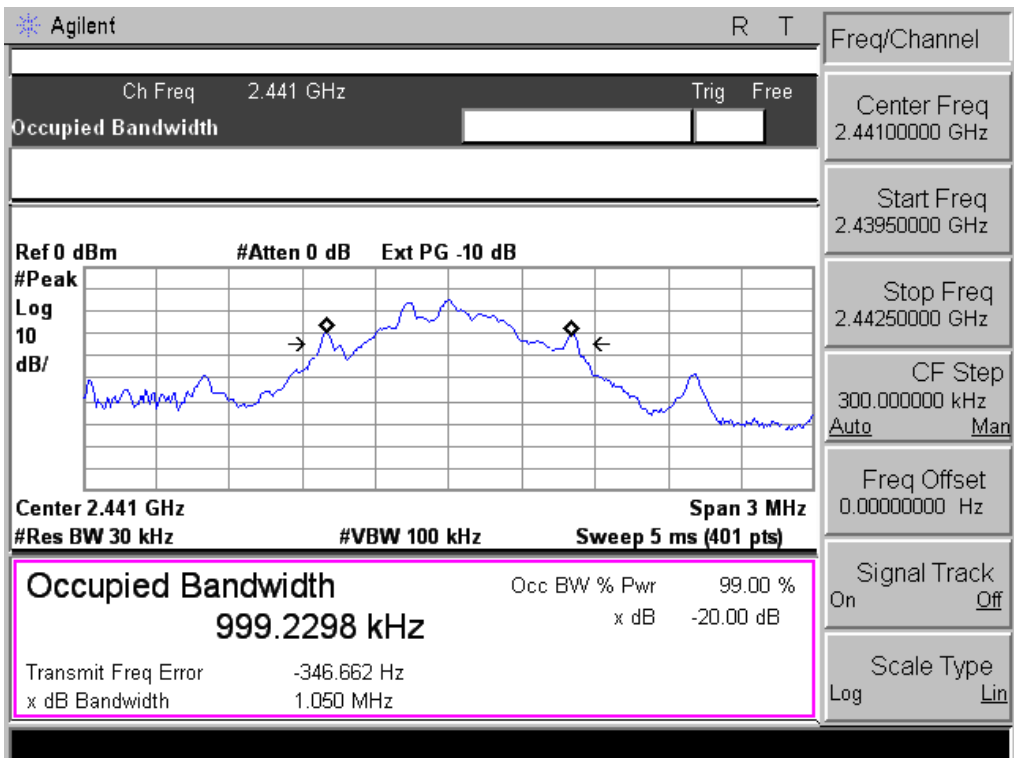 Agilent R T
Ch Freq 2.441 GHz Trig Free
Occupied Bandwidth
Ref 0 dBm #Atten 0 dB Ext PG -10 dB
#Peak
Log
10
dB/
Center 2.441 GHz Span 3 MHz
#Res BW 30 kHz #VBW 100 kHz Sweep 5 ms (401 pts)
Occupied Bandwidth Occ BW % Pwr 99.00 %
999.2298 kHz x dB -20.00 dB
Transmit Freq Error -346.662 Hz
x dB Bandwidth 1.050 MHz
Freq/Channel
Center Freq
2.44100000 GHz
Start Freq
2.43950000 GHz
Stop Freq
2.44250000 GHz
CF Step
300.000000 kHz
Auto Man
Freq Offset
0.00000000 Hz
Signal Track
On Off
Scale Type
Log Lin